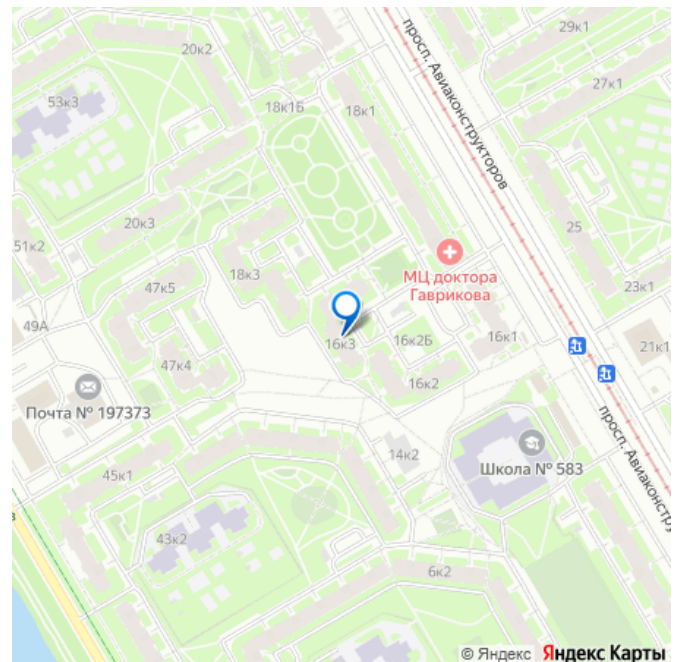 20к2
просп. Авиаконструкторов
29к1
27к1
53к3
18к1Б
18к1
20к3
25
51к2
18к3
МЦ доктора
Гаврикова
23к1
47к5
49А
16к3
16к2Б
16к1
21к1
47к4
16к2
Почта № 197373
14к2
Школа № 583
просп. Авиаконстру
45к1
в
43к2
6к2
© Яндекс Яндекс Карты